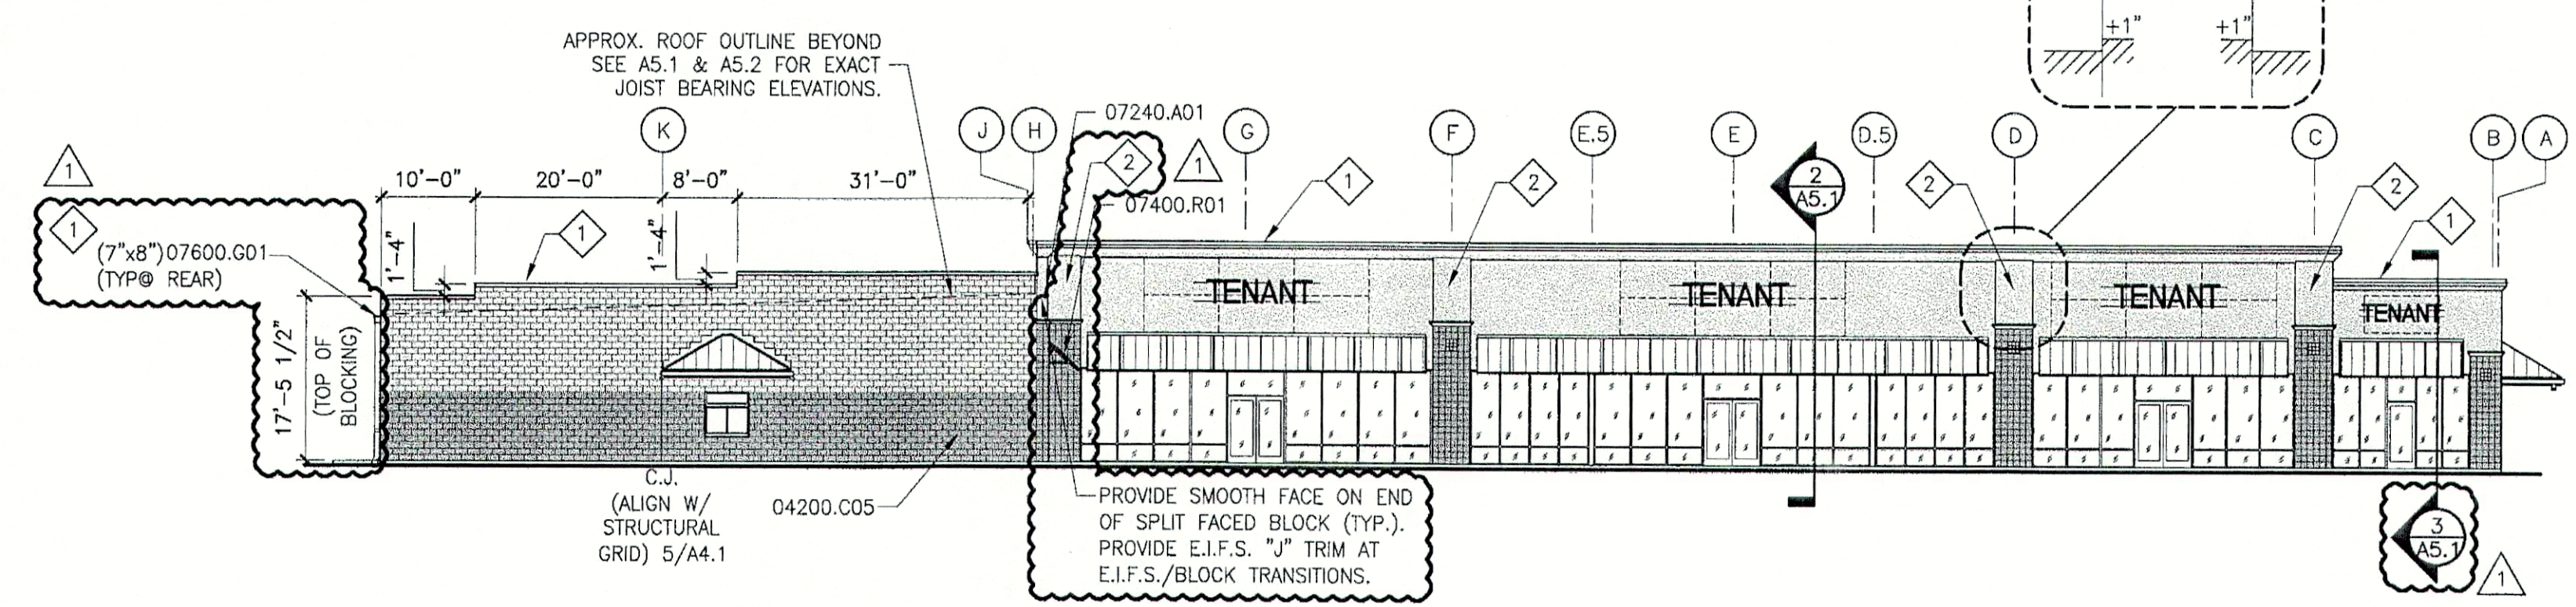 +1" +1"
APPROX. ROOF OUTLINE BEYOND
SEE A5.1 & A5.2 FOR EXACT
JOIST BEARING ELEVATIONS.
07240.A01
K J H G F E.5 E D.5 D C B A
1 2 1
10'-0" 20'-0" 8'-0" 31'-0"
1 2 2 2 2
A5.1
07400.R01
1
(7"x8")07600.G01
(TYP@ REAR)
1'-4"
1
1'-4"
1
TENANT TENANT TENANT TENANT
17'-5 1/2"
(TOP OF
BLOCKING)
C.J.
(ALIGN W/
STRUCTURAL
GRID) 5/A4.1
04200.C05
PROVIDE SMOOTH FACE ON END
OF SPLIT FACED BLOCK (TYP.).
PROVIDE E.I.F.S. "J" TRIM AT
E.I.F.S./BLOCK TRANSITIONS.
3
A5.1
1